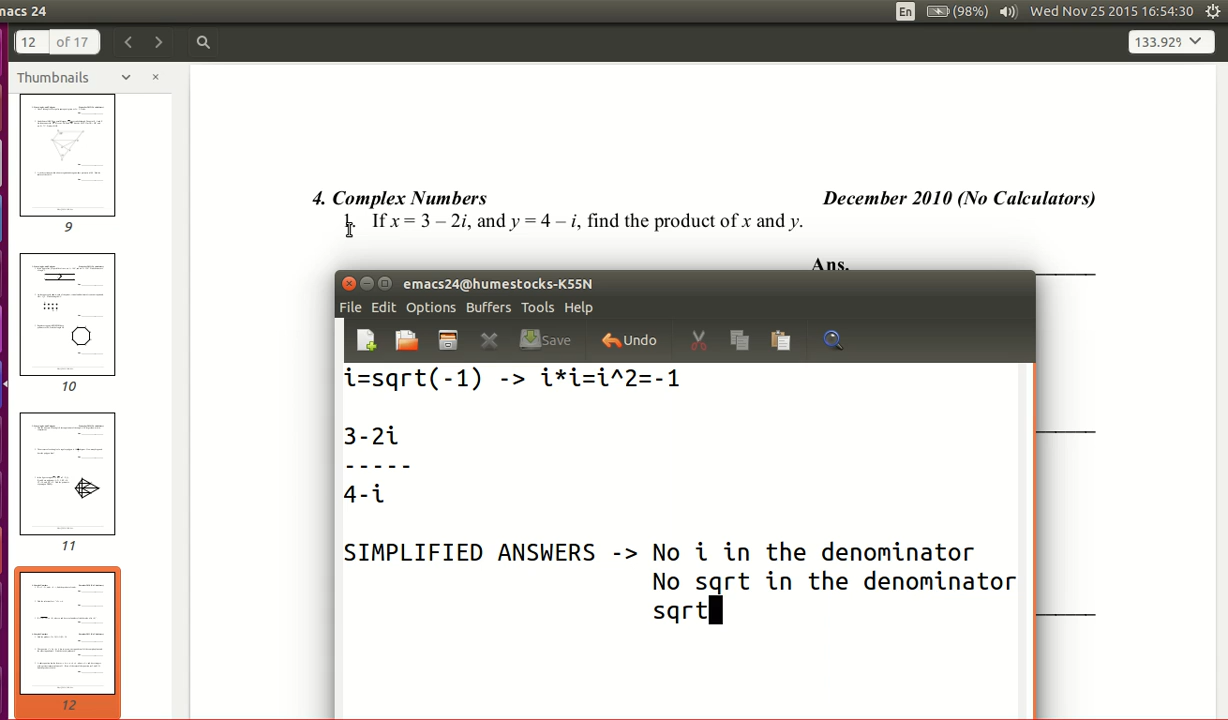 macs 24
En (98%) Wed Nov 25 2015 16:54:30
12 of 17
133.92%
Thumbnails
9
10
11
12
4. Complex Numbers December 2010 (No Calculators)
1. If x = 3 – 2i, and y = 4 – i, find the product of x and y.
Ans.
emacs24@humestocks-K55N
File Edit Options Buffers Tools Help
Save Undo
i=sqrt(-1) -> i*i=i^2=-1
3-2i
-----
4-i
SIMPLIFIED ANSWERS -> No i in the denominator
No sqrt in the denominator
sqrt